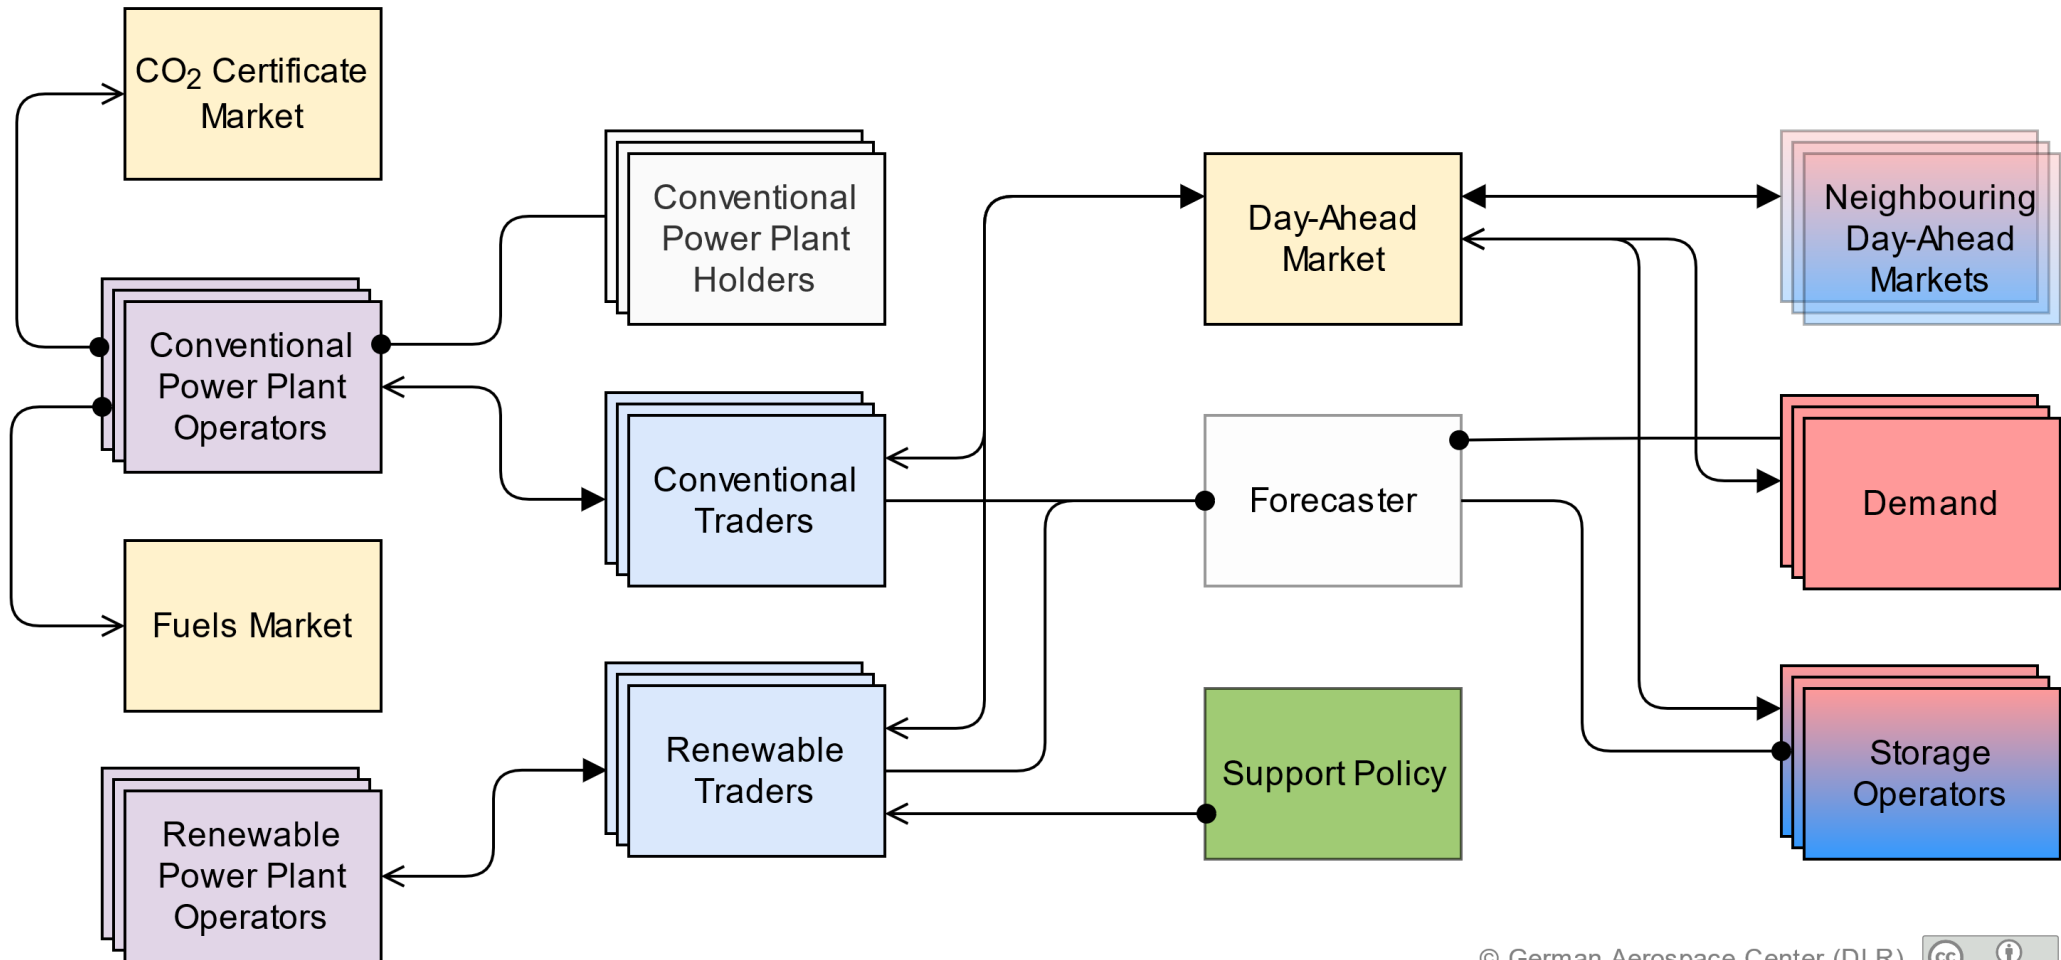 CO2 Certificate
Market
Conventional
Power Plant
Holders
Day-Ahead
Market
Neighbouring
Day-Ahead
Markets
Conventional
Power Plant
Operators
Conventional
Traders
Forecaster
Demand
Fuels Market
Renewable
Traders
Support Policy
Storage
Operators
Renewable
Power Plant
Operators
© German Aerospace Center (DLR)
cc